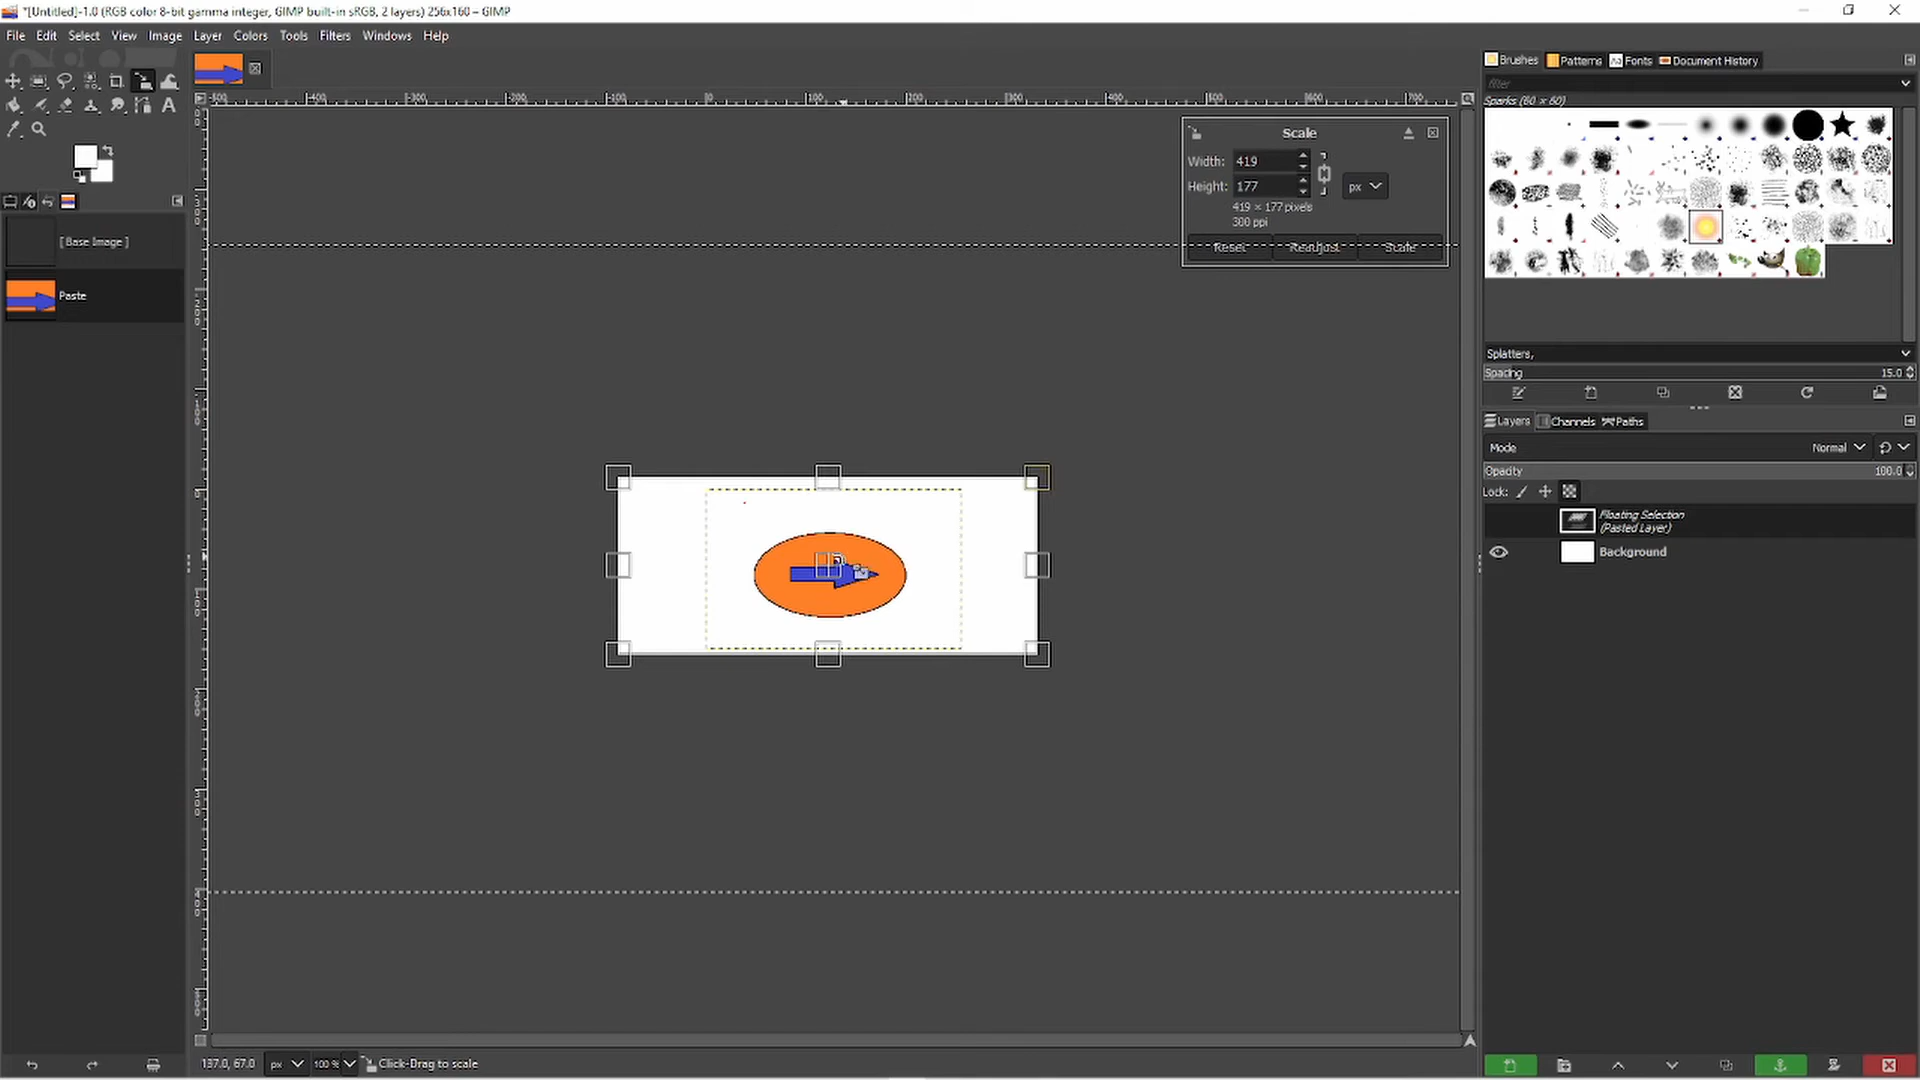 *[Untitled]-1.0 (RGB color 8-bit gamma integer, GIMP built-in sRGB, 2 layers) 256x160 – GIMP
File Edit Select View Image Layer Colors Tools Filters Windows Help
Brushes Patterns Fonts Document History
filter
Sparks (60 × 60)
Scale
Width: 419
Height: 177 px
419 × 177 pixels
300 ppi
Reset Readjust Scale
[Base Image]
Paste
Splatters,
Spacing 15.0
Layers Channels Paths
Mode Normal
Opacity 100.0
Lock:
Floating Selection
(Pasted Layer)
Background
137.0, 67.0 px 100 % Click-Drag to scale